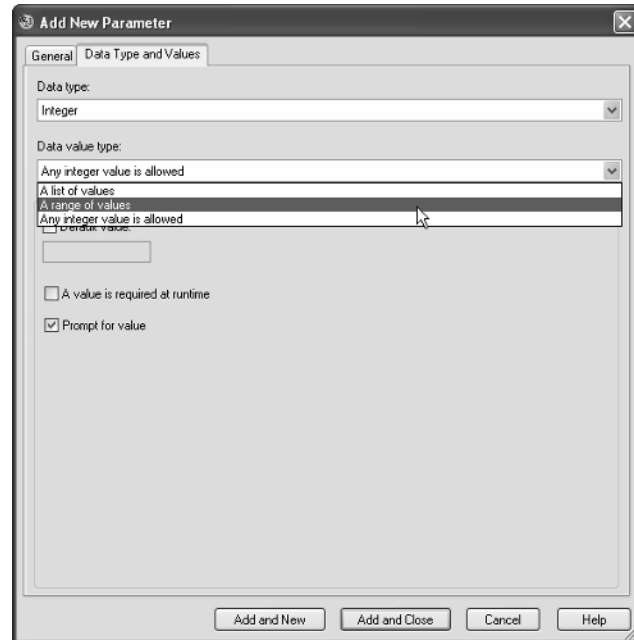 Add New Parameter
General Data Type and Values
Data type:
Integer
Data value type:
Any integer value is allowed
A list of values
A range of values
Any integer value is allowed
Default value:
A value is required at runtime
Prompt for value
Add and New Add and Close Cancel Help